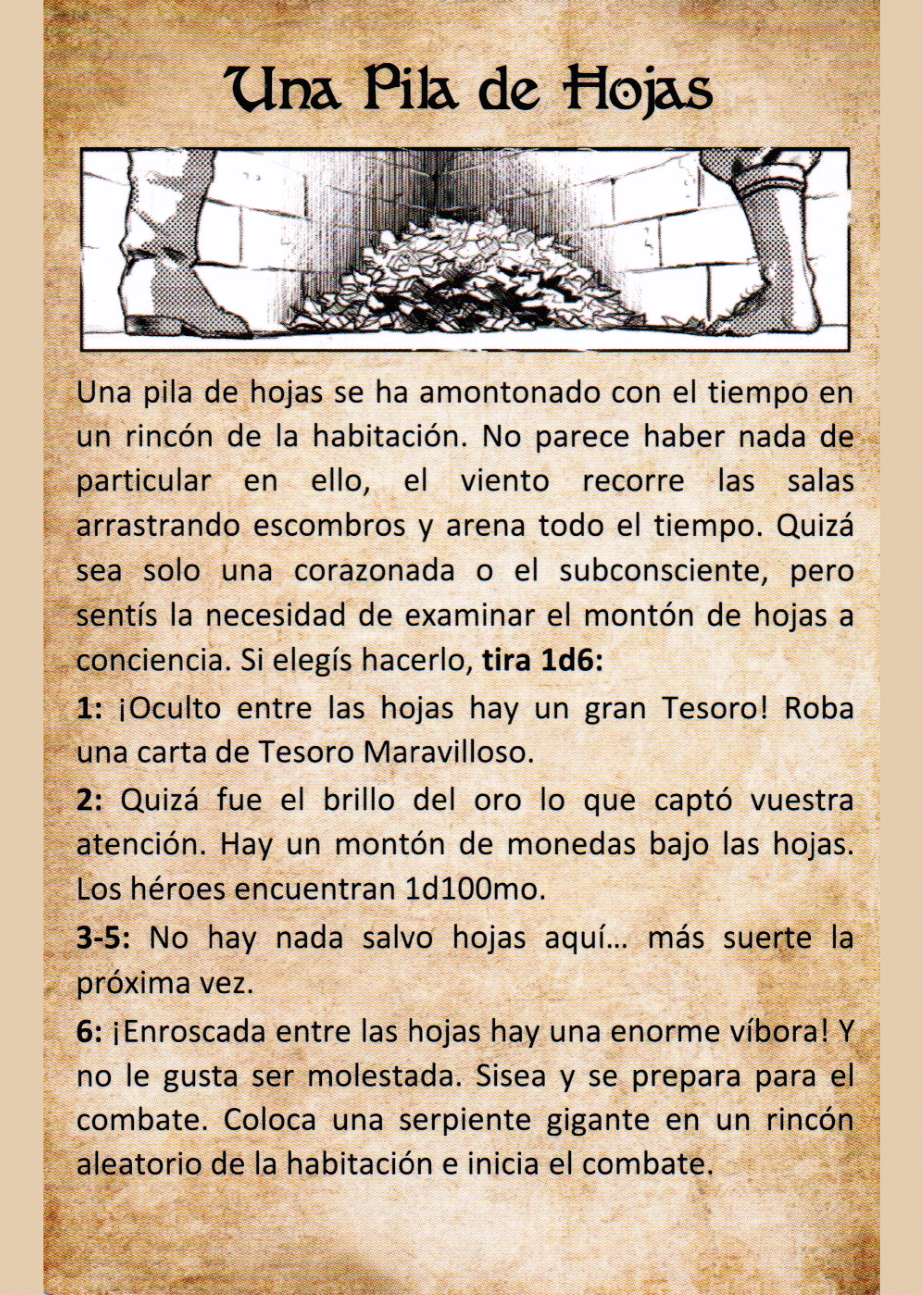 Una Pila de Hojas
Una pila de hojas se ha amontonado con el tiempo en
un rincón de la habitación. No parece haber nada de
particular en ello, el viento recorre las salas
arrastrando escombros y arena todo el tiempo. Quizá
sea solo una corazonada o el subconsciente, pero
sentís la necesidad de examinar el montón de hojas a
conciencia. Si elegís hacerlo, tira 1d6:
1: ¡Oculto entre las hojas hay un gran Tesoro! Roba
una carta de Tesoro Maravilloso.
2: Quizá fue el brillo del oro lo que captó vuestra
atención. Hay un montón de monedas bajo las hojas.
Los héroes encuentran 1d100mo.
3-5: No hay nada salvo hojas aquí... más suerte la
próxima vez.
6: ¡Enroscada entre las hojas hay una enorme víbora! Y
no le gusta ser molestada. Sisea y se prepara para el
combate. Coloca una serpiente gigante en un rincón
aleatorio de la habitación e inicia el combate.